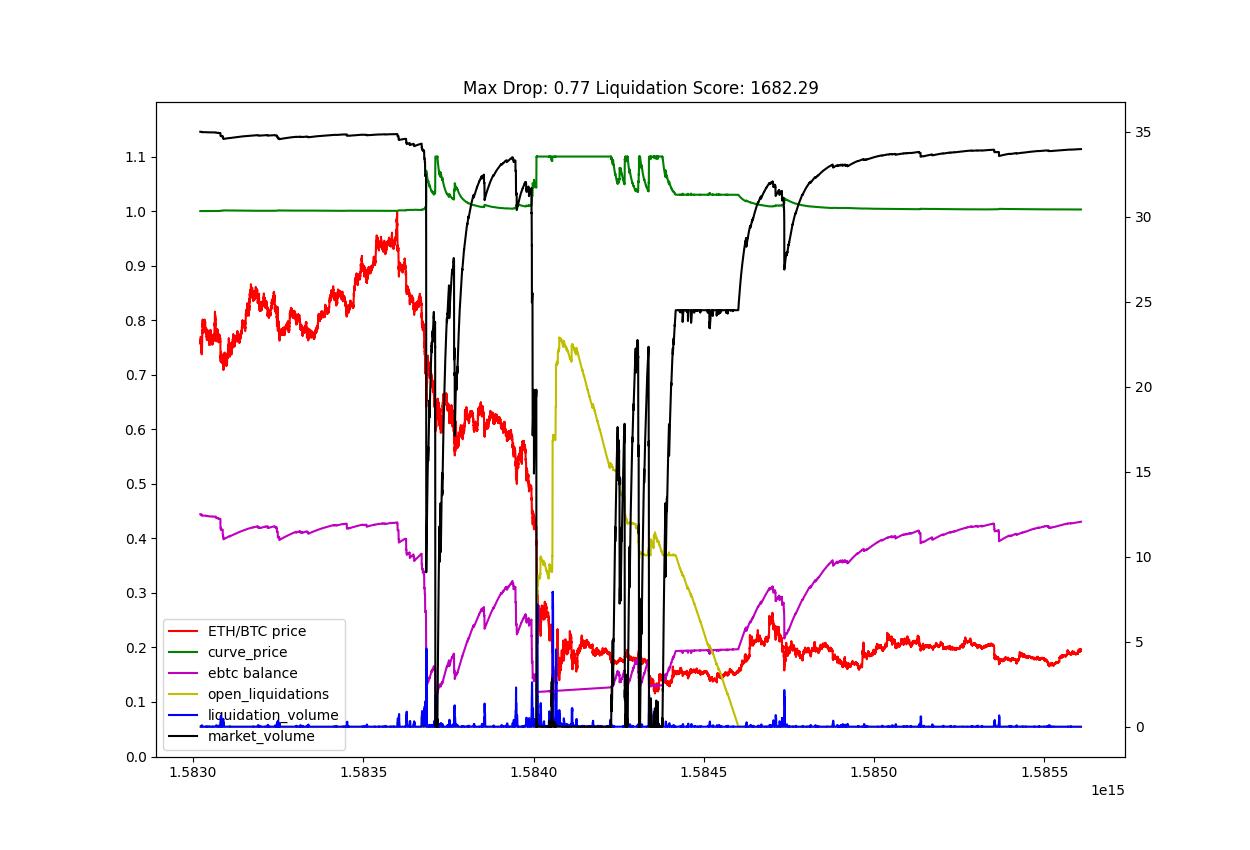 Max Drop: 0.77 Liquidation Score: 1682.29
1.1
1.0
0.9
0.8
0.7
0.6
0.5
0.4
0.3
0.2
0.1
0.0
35
30
25
20
15
10
5
0
ETH/BTC price
curve_price
ebtc balance
open_liquidations
liquidation_volume
market_volume
1.5830 1.5835 1.5840 1.5845 1.5850 1.5855
1e15